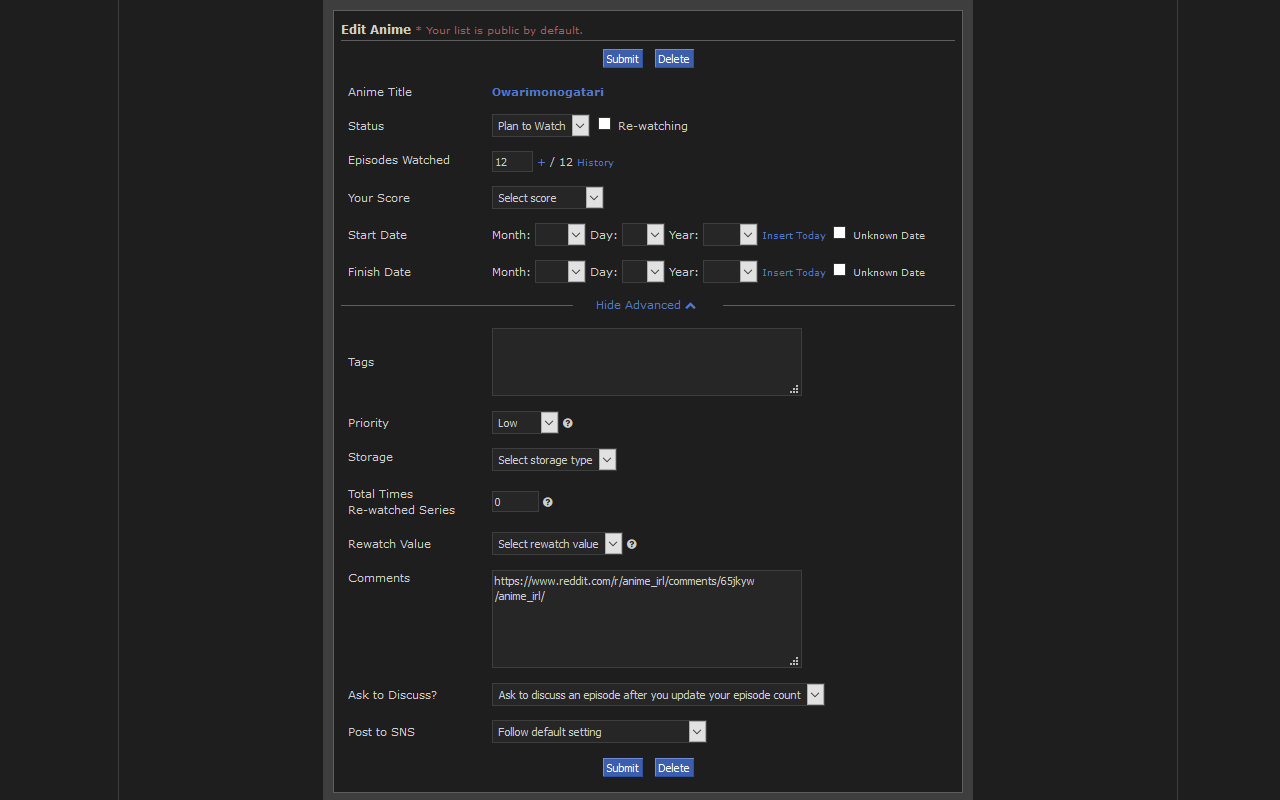 Edit Anime * Your list is public by default.
Submit Delete
Anime Title Owarimonogatari
Status Plan to Watch Re-watching
Episodes Watched 12 + / 12 History
Your Score Select score
Start Date Month: Day: Year: Insert Today Unknown Date
Finish Date Month: Day: Year: Insert Today Unknown Date
Hide Advanced
Tags
Priority Low ?
Storage Select storage type
Total Times
Re-watched Series 0 ?
Rewatch Value Select rewatch value ?
Comments https://www.reddit.com/r/anime_irl/comments/65jkyw
/anime_irl/
Ask to Discuss? Ask to discuss an episode after you update your episode count
Post to SNS Follow default setting
Submit Delete